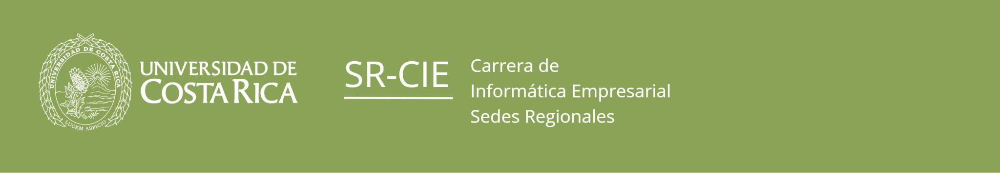 UNIVERSIDAD DE COSTA RICA
LUCEM ASPICIO
UNIVERSIDAD DE
COSTA RICA
SR-CIE
Carrera de
Informática Empresarial
Sedes Regionales